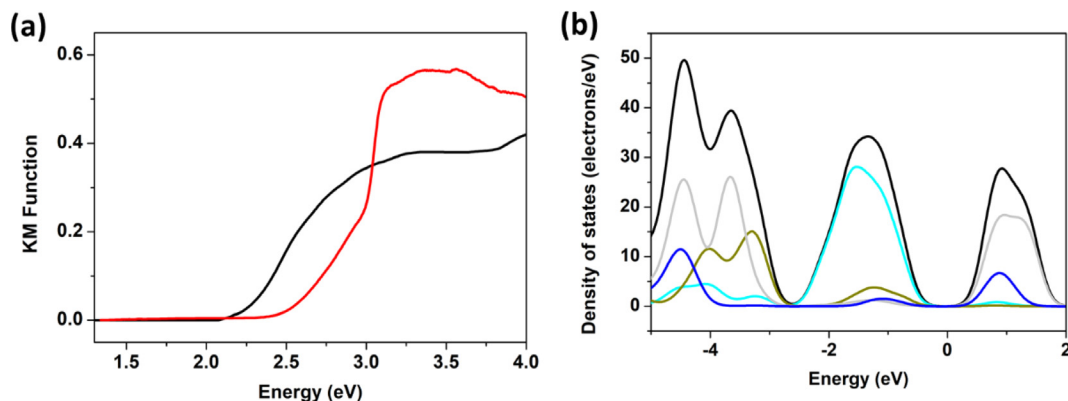 (a)
KM Function
0.6
0.4
0.2
0.0
1.5 2.0 2.5 3.0 3.5 4.0
Energy (eV)
(b)
Density of states (electrons/eV)
50
40
30
20
10
0
-4 -2 0 2
Energy (eV)